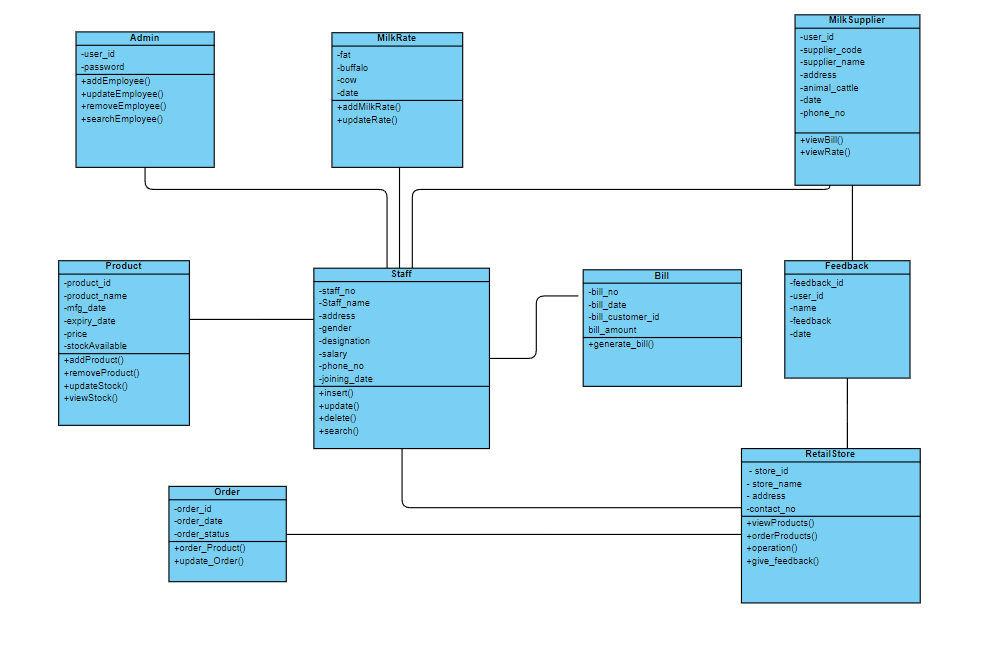 Admin
-user_id
-password
+addEmployee()
+updateEmployee()
+removeEmployee()
+searchEmployee()
MilkRate
-fat
-buffalo
-cow
-date
+addMilkRate()
+updateRate()
MilkSupplier
-user_id
-supplier_code
-supplier_name
-address
-animal_cattle
-date
-phone_no
+viewBill()
+viewRate()
Product
-product_id
-product_name
-mfg_date
-expiry_date
-price
-stockAvailable
+addProduct()
+removeProduct()
+updateStock()
+viewStock()
Staff
-staff_no
-Staff_name
-address
-gender
-designation
-salary
-phone_no
-joining_date
+insert()
+update()
+delete()
+search()
Bill
-bill_no
-bill_date
-bill_customer_id
bill_amount
+generate_bill()
Feedback
-feedback_id
-user_id
-name
-feedback
-date
Order
-order_id
-order_date
-order_status
+order_Product()
+update_Order()
RetailStore
- store_id
- store_name
- address
-contact_no
+viewProducts()
+orderProducts()
+operation()
+give_feedback()